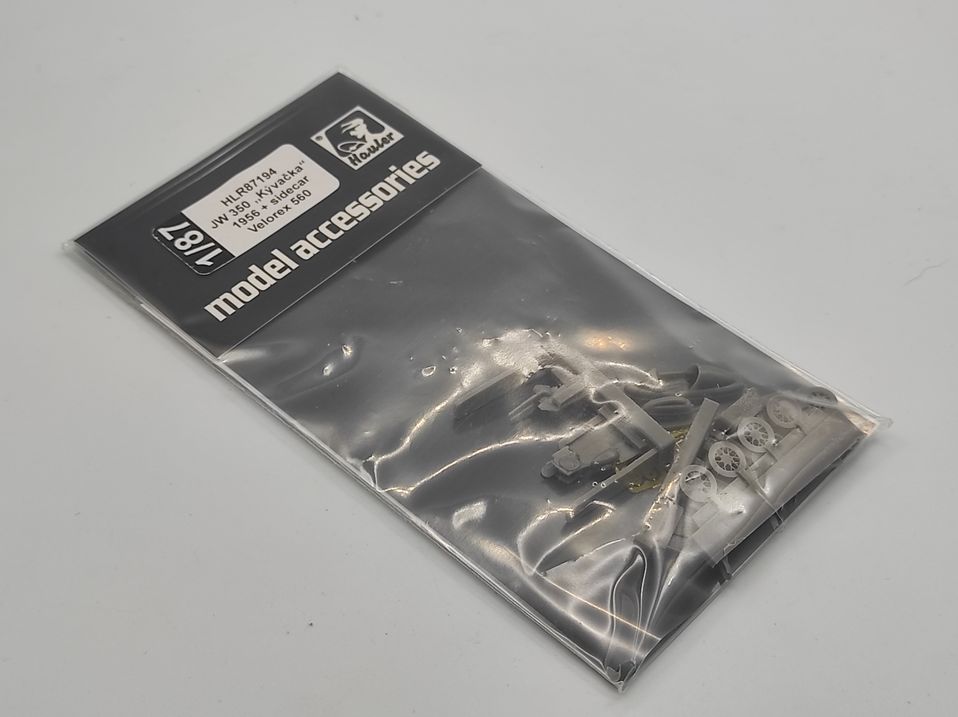 Hauler
®
HLR87194
JW 350 „Kývačka"
1956 + sidecar
Velorex 560
1/87
model accessories